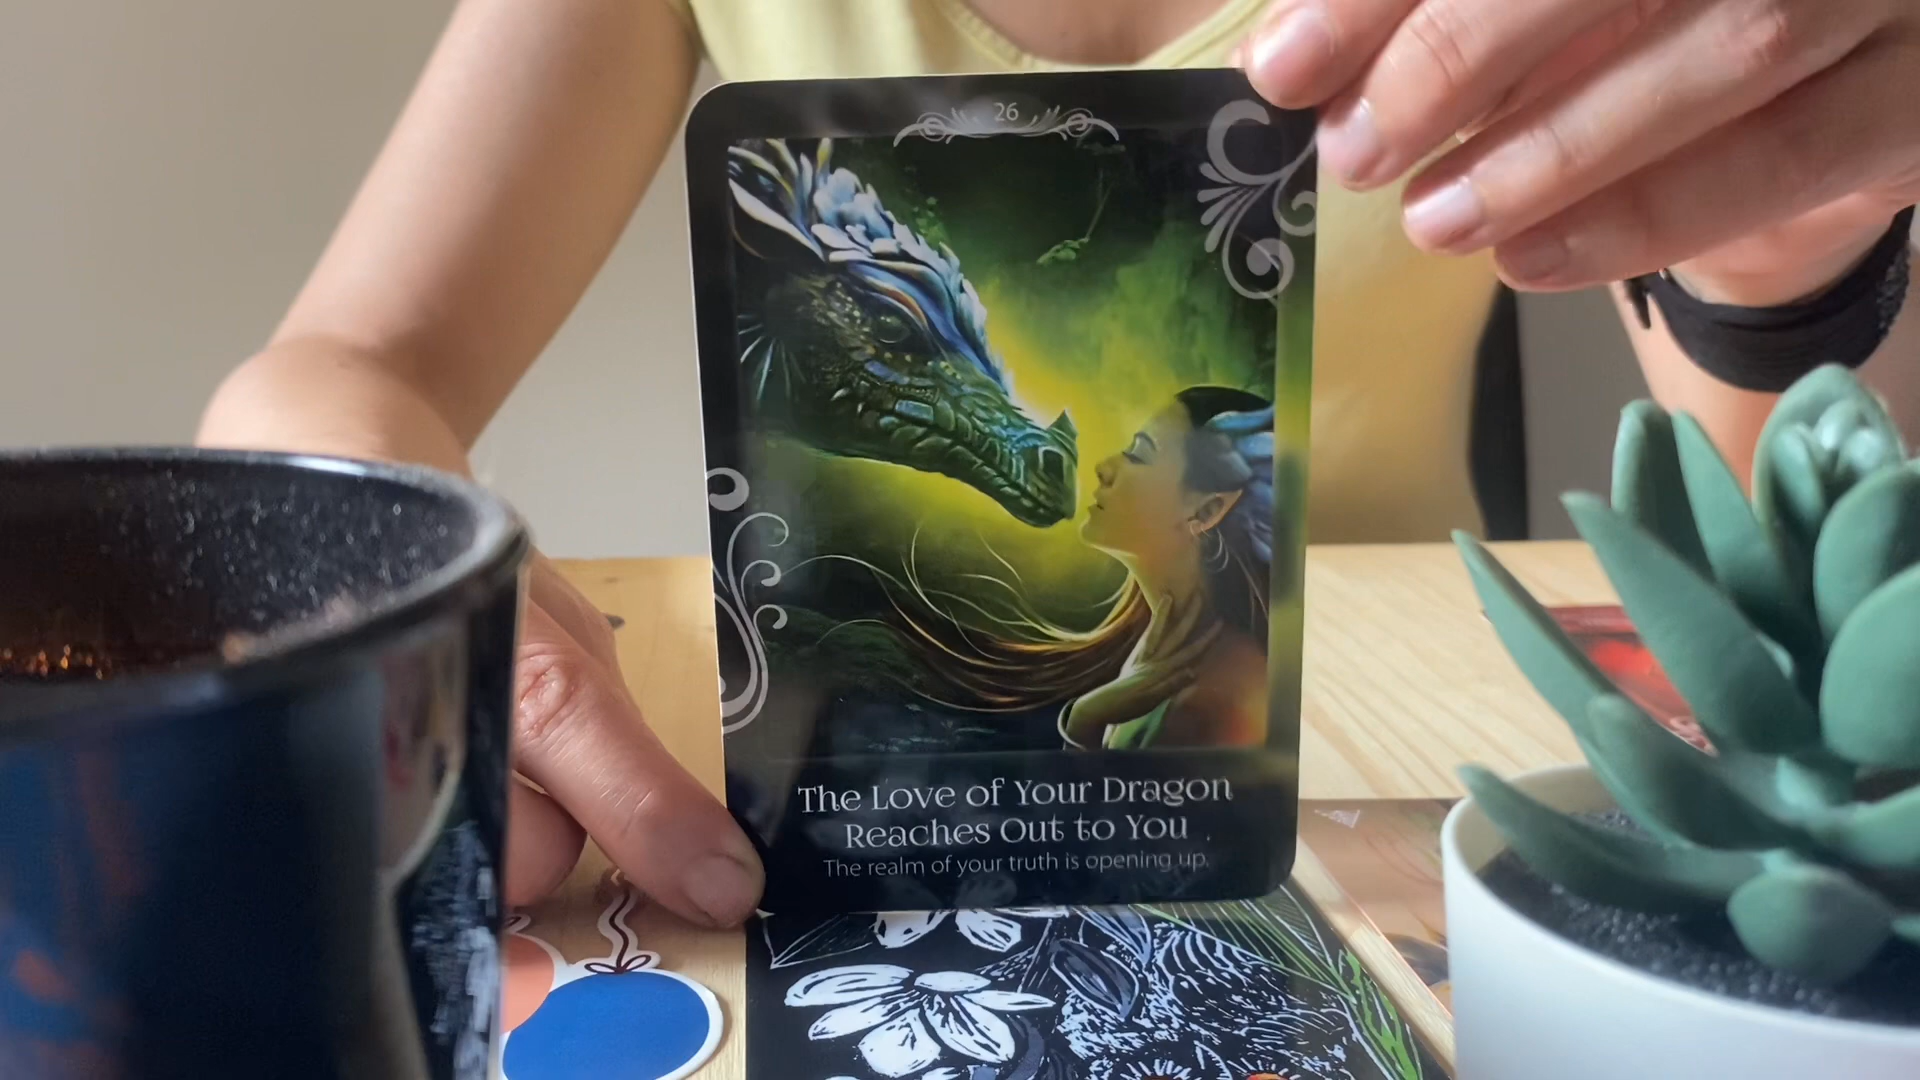 26
The Love of Your Dragon
Reaches Out to You
The realm of your truth is opening up.